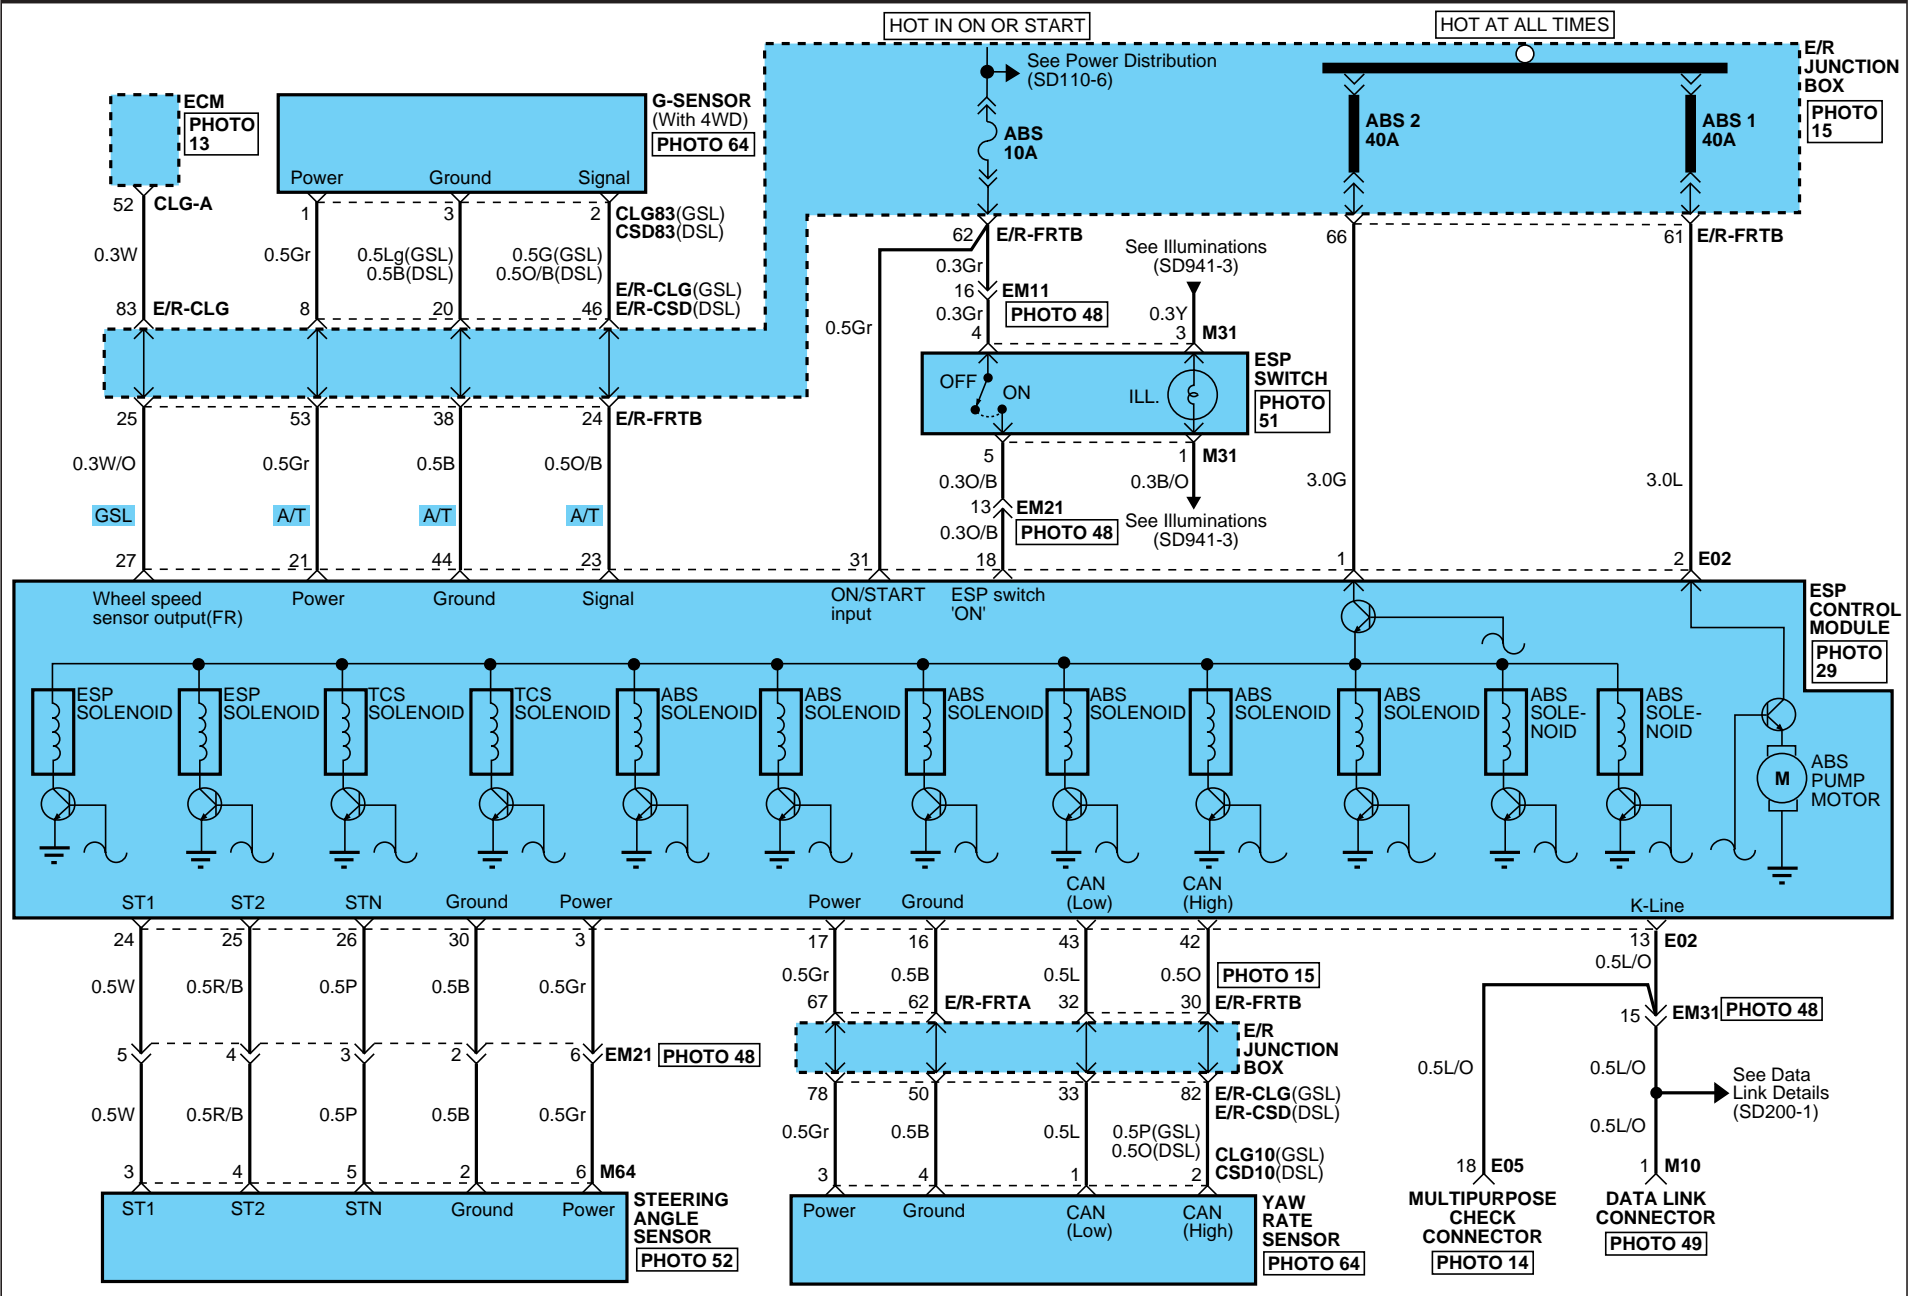 HOT IN ON OR START
HOT AT ALL TIMES
See Power Distribution
(SD110-6)
E/R
JUNCTION
BOX
PHOTO
15
ECM
PHOTO
13
G-SENSOR
(With 4WD)
PHOTO 64
ABS
10A
ABS 2
40A
ABS 1
40A
Power
Ground
Signal
52
CLG-A
1
3
2
CLG83(GSL)
CSD83(DSL)
62
E/R-FRTB
66
61
E/R-FRTB
0.3W
0.5Gr
0.5Lg(GSL)
0.5B(DSL)
0.5G(GSL)
0.5O/B(DSL)
0.3Gr
See Illuminations
(SD941-3)
83
E/R-CLG
8
20
46
E/R-CLG(GSL)
E/R-CSD(DSL)
16
EM11
PHOTO 48
0.5Gr
0.3Gr
0.3Y
4
3
M31
ESP
SWITCH
PHOTO
51
OFF
ON
ILL.
25
53
38
24
E/R-FRTB
5
1
M31
0.3W/O
0.5Gr
0.5B
0.5O/B
0.3O/B
0.3B/O
3.0G
3.0L
GSL
A/T
A/T
A/T
13
EM21
PHOTO 48
See Illuminations
(SD941-3)
0.3O/B
27
21
44
23
31
18
1
2
E02
Wheel speed
sensor output(FR)
Power
Ground
Signal
ON/START
input
ESP switch
'ON'
ESP
CONTROL
MODULE
PHOTO
29
ESP
SOLENOID
ESP
SOLENOID
TCS
SOLENOID
TCS
SOLENOID
ABS
SOLENOID
ABS
SOLENOID
ABS
SOLENOID
ABS
SOLENOID
ABS
SOLENOID
ABS
SOLENOID
ABS
SOLE-
NOID
ABS
SOLE-
NOID
M
ABS
PUMP
MOTOR
ST1
ST2
STN
Ground
Power
Power
Ground
CAN
(Low)
CAN
(High)
K-Line
24
25
26
30
3
17
16
43
42
13
E02
0.5W
0.5R/B
0.5P
0.5B
0.5Gr
0.5Gr
0.5B
0.5L
0.5O
PHOTO 15
0.5L/O
67
62
E/R-FRTA
32
30
E/R-FRTB
15
EM31
PHOTO 48
5
4
3
2
6
EM21
PHOTO 48
E/R
JUNCTION
BOX
0.5L/O
0.5L/O
See Data
Link Details
(SD200-1)
78
50
33
82
E/R-CLG(GSL)
E/R-CSD(DSL)
0.5W
0.5R/B
0.5P
0.5B
0.5Gr
0.5Gr
0.5B
0.5L
0.5P(GSL)
0.5O(DSL)
0.5L/O
3
4
5
2
6
M64
3
4
1
2
CLG10(GSL)
CSD10(DSL)
18
E05
1
M10
ST1
ST2
STN
Ground
Power
STEERING
ANGLE
SENSOR
PHOTO 52
Power
Ground
CAN
(Low)
CAN
(High)
YAW
RATE
SENSOR
PHOTO 64
MULTIPURPOSE
CHECK
CONNECTOR
PHOTO 14
DATA LINK
CONNECTOR
PHOTO 49